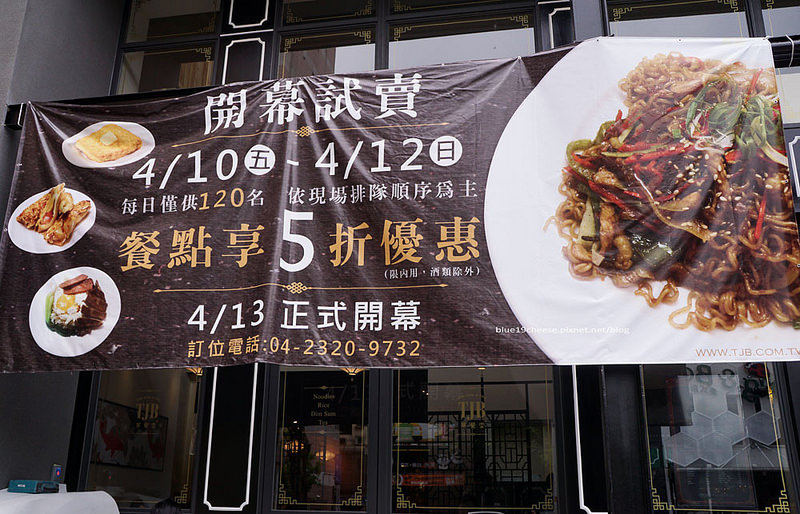 開幕試賣
4/10五 - 4/12日
每日僅供120名 依現場排隊順序為主
餐點享5折優惠
(限內用，酒類除外)
4/13 正式開幕
訂位電話:04-2320-9732
blue19cheese.pixnet.net/blog
WWW.TJB.COM.TW
TJB
Noodles
Rice
Dim Sum
Tea
TJB